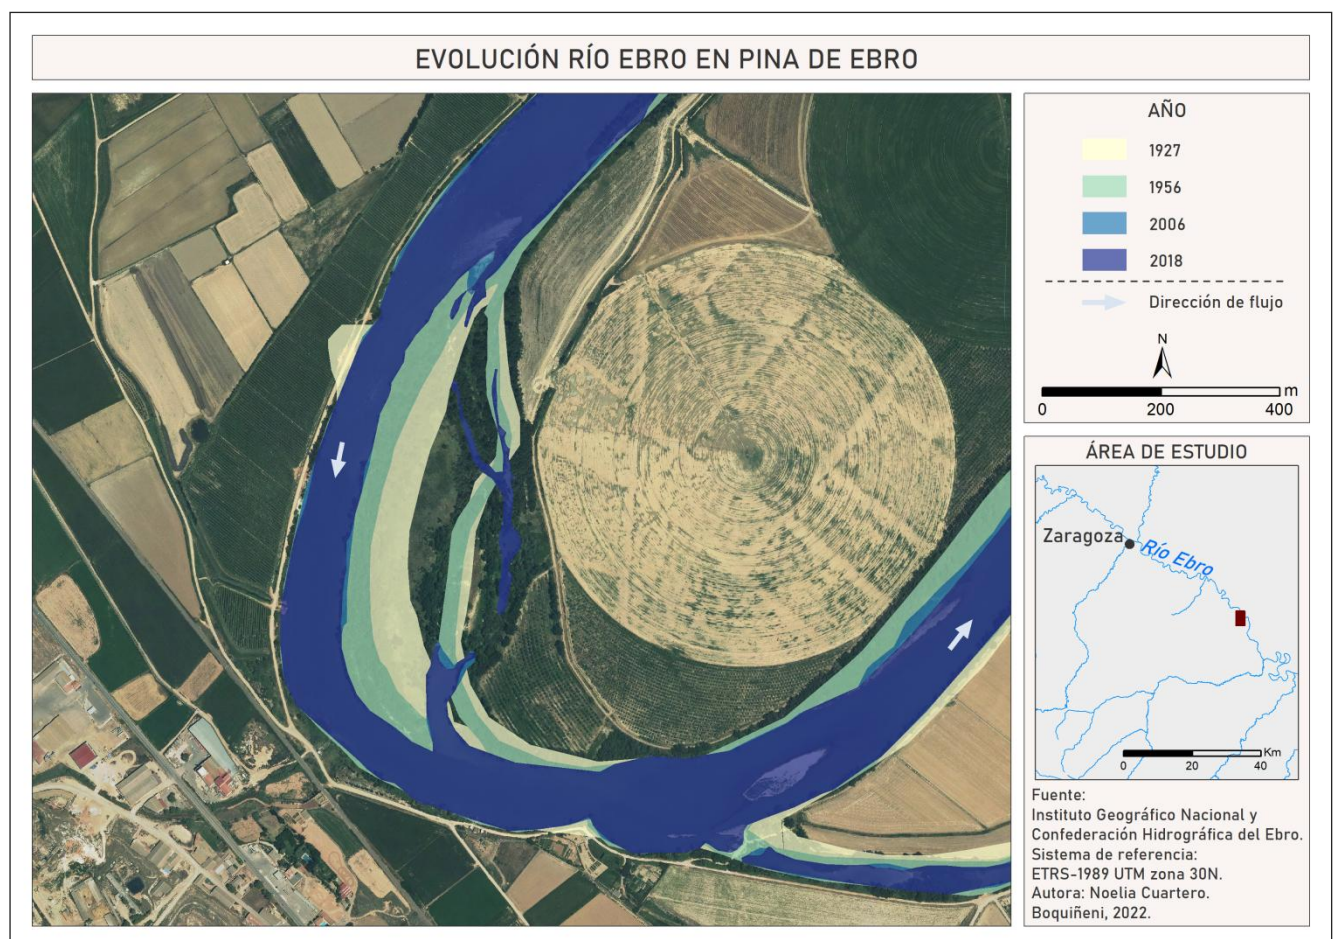 EVOLUCIÓN RÍO EBRO EN PINA DE EBRO
AÑO
1927
1956
2006
2018
Dirección de flujo
N
m
0 200 400
ÁREA DE ESTUDIO
Zaragoza
Río Ebro
Km
0 20 40
Fuente:
Instituto Geográfico Nacional y
Confederación Hidrográfica del Ebro.
Sistema de referencia:
ETRS-1989 UTM zona 30N.
Autora: Noelia Cuartero.
Boquiñeni, 2022.